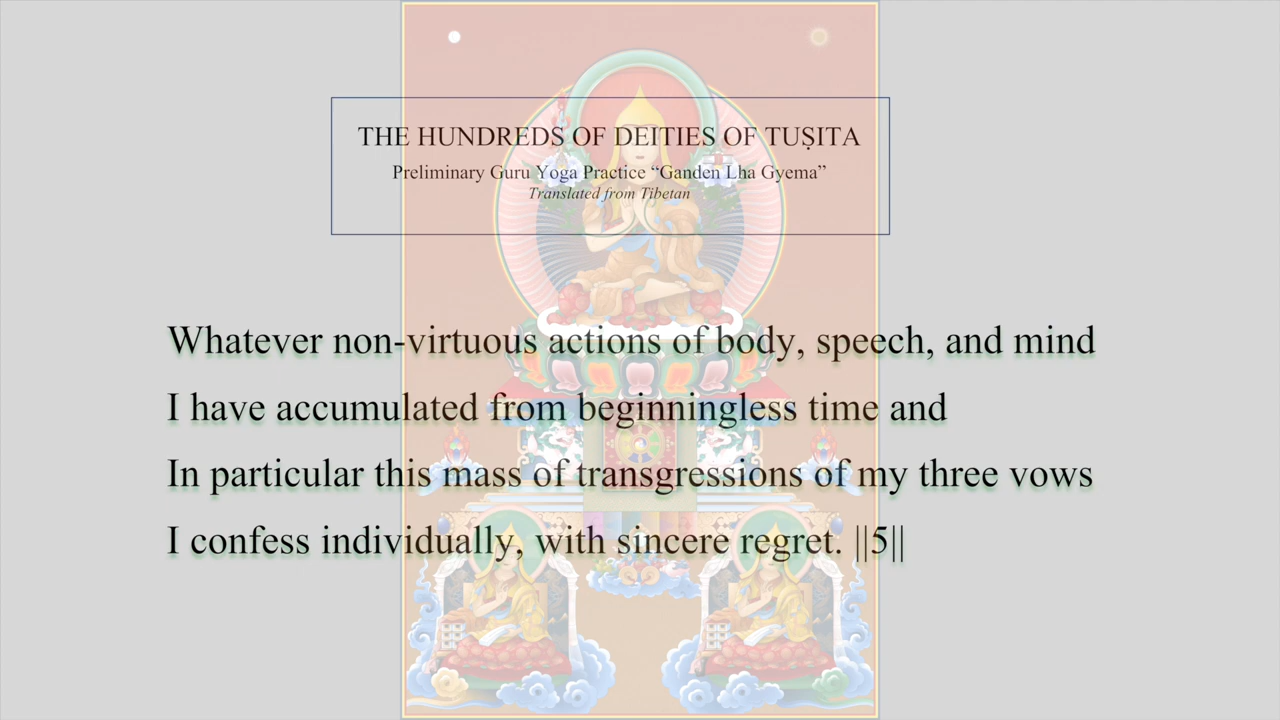 THE HUNDREDS OF DEITIES OF TUṢITA
Preliminary Guru Yoga Practice “Ganden Lha Gyema”
Translated from Tibetan
Whatever non-virtuous actions of body, speech, and mind
I have accumulated from beginningless time and
In particular this mass of transgressions of my three vows
I confess individually, with sincere regret. ||5||